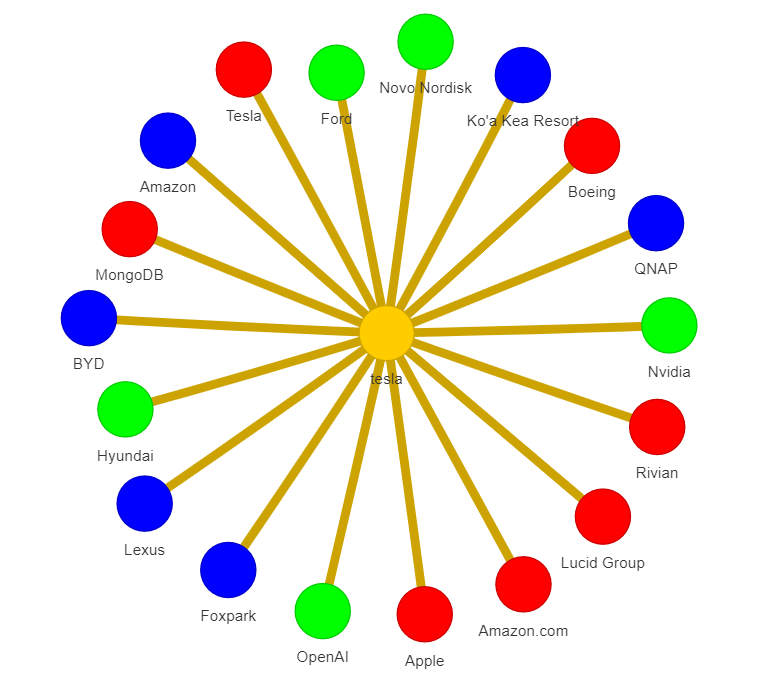 Novo Nordisk
Tesla
Ford
Ko'a Kea Resort
Amazon
Boeing
MongoDB
QNAP
BYD
tesla
Nvidia
Hyundai
Rivian
Lexus
Lucid Group
Foxpark
Amazon.com
OpenAI
Apple